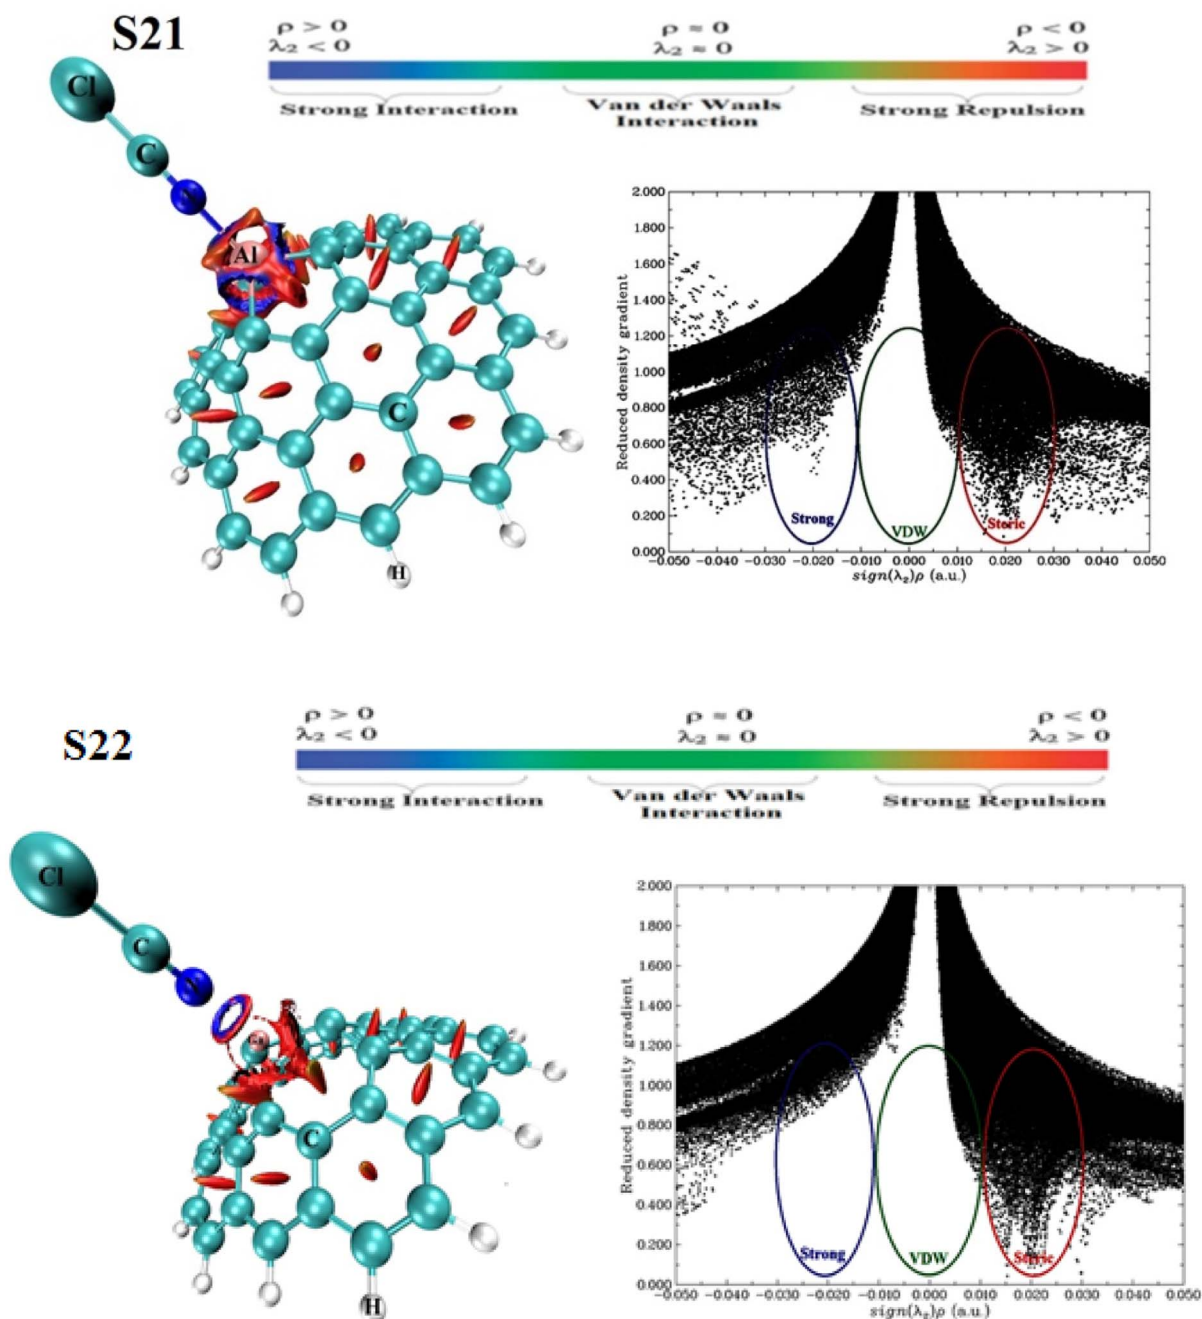 S21
ρ > 0
λ₂ < 0
ρ ≈ 0
λ₂ ≈ 0
ρ < 0
λ₂ > 0
Strong Interaction
Van der Waals
Interaction
Strong Repulsion
Cl
C
Al
C
H
Reduced density gradient
2.000
1.800
1.600
1.400
1.200
1.000
0.800
0.600
0.400
0.200
0.000
Strong
VDW
Steric
-0.050 -0.040 -0.030 -0.020 -0.010 0.000 0.010 0.020 0.030 0.040 0.050
sign(λ₂)ρ (a.u.)
S22
ρ > 0
λ₂ < 0
ρ ≈ 0
λ₂ ≈ 0
ρ < 0
λ₂ > 0
Strong Interaction
Van der Waals
Interaction
Strong Repulsion
Cl
C
Ga
C
H
Reduced density gradient
2.000
1.800
1.600
1.400
1.200
1.000
0.800
0.600
0.400
0.200
0.000
Strong
VDW
Steric
-0.050 -0.040 -0.030 -0.020 -0.010 0.000 0.010 0.020 0.030 0.040 0.050
sign(λ₂)ρ (a.u.)